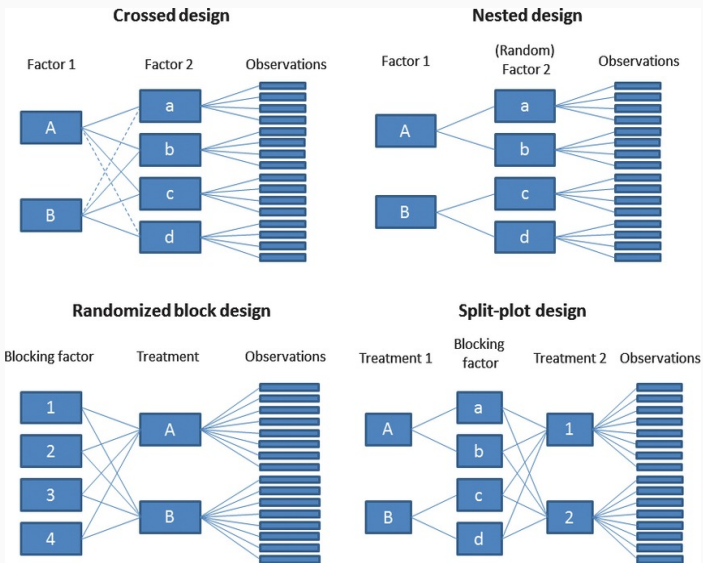 Crossed design
Factor 1
Factor 2
Observations
A
B
a
b
c
d
Nested design
Factor 1
(Random)
Factor 2
Observations
A
B
a
b
c
d
Randomized block design
Blocking factor
Treatment
Observations
1
2
3
4
A
B
Split-plot design
Treatment 1
Blocking
factor
Treatment 2
Observations
A
B
a
b
c
d
1
2